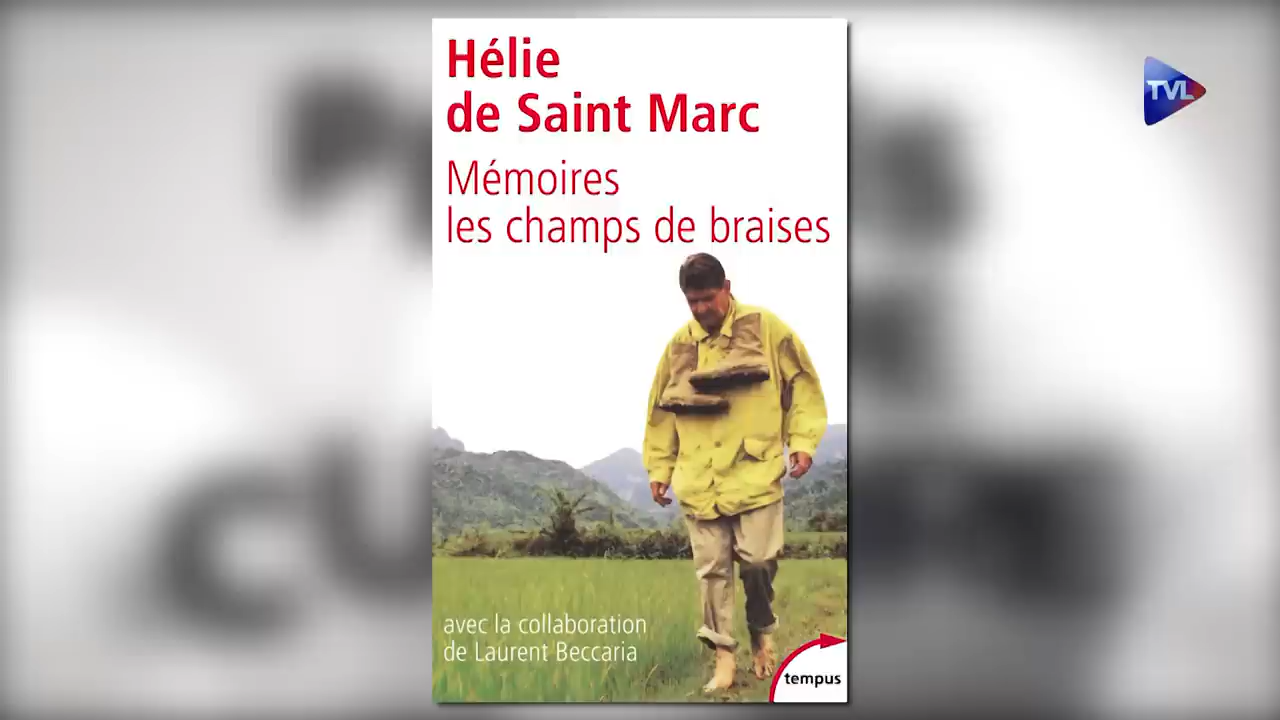 Hélie
de Saint Marc
Mémoires
les champs de braises
avec la collaboration
de Laurent Beccaria
tempus
TVL